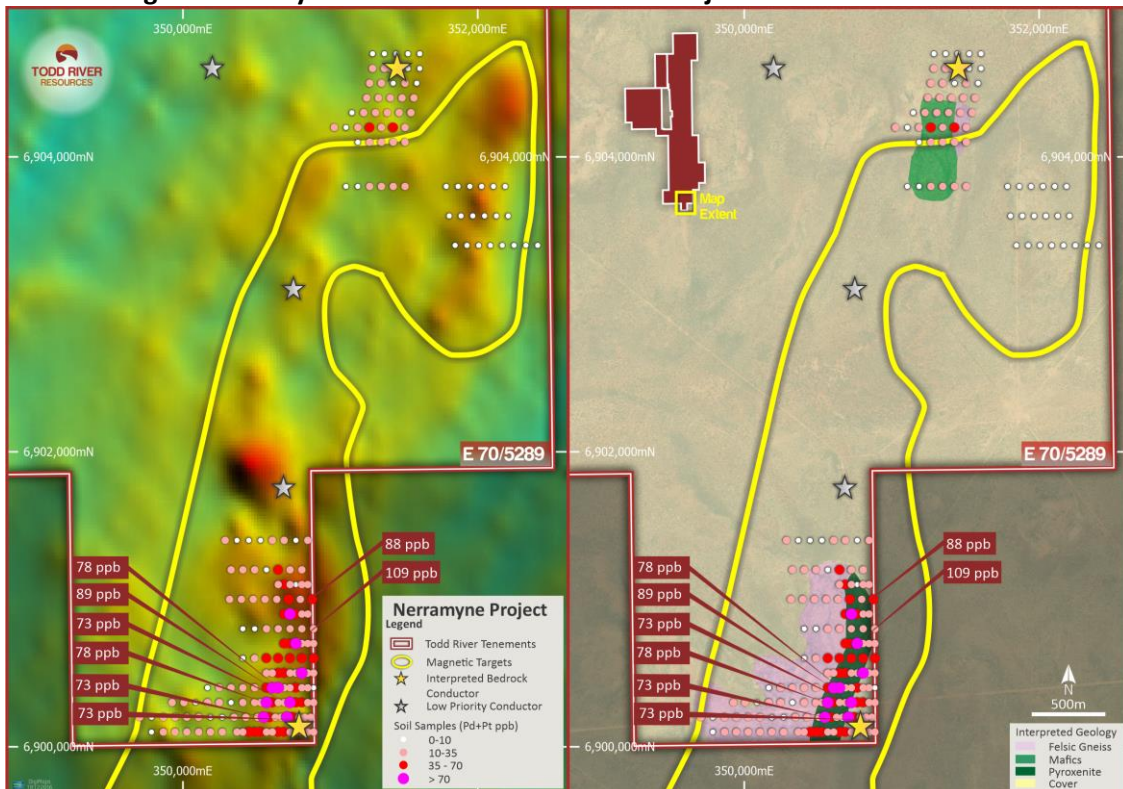 350,000mE
352,000mE
TODD RIVER
RESOURCES
6,904,000mN
6,904,000mN
6,902,000mN
E 70/5289
88 ppb
109 ppb
78 ppb
89 ppb
73 ppb
78 ppb
73 ppb
73 ppb
6,900,000mN
350,000mE
Nerramyne Project
Legend
Todd River Tenements
Magnetic Targets
Interpreted Bedrock
Conductor
Low Priority Conductor
Soil Samples (Pd+Pt ppb)
0-10
10-35
35 - 70
> 70
350,000mE
352,000mE
Map
Extent
6,904,000mN
6,902,000mN
E 70/5289
88 ppb
109 ppb
78 ppb
89 ppb
73 ppb
78 ppb
73 ppb
73 ppb
6,900,000mN
350,000mE
N
500m
Interpreted Geology
Felsic Gneiss
Mafics
Pyroxenite
Cover